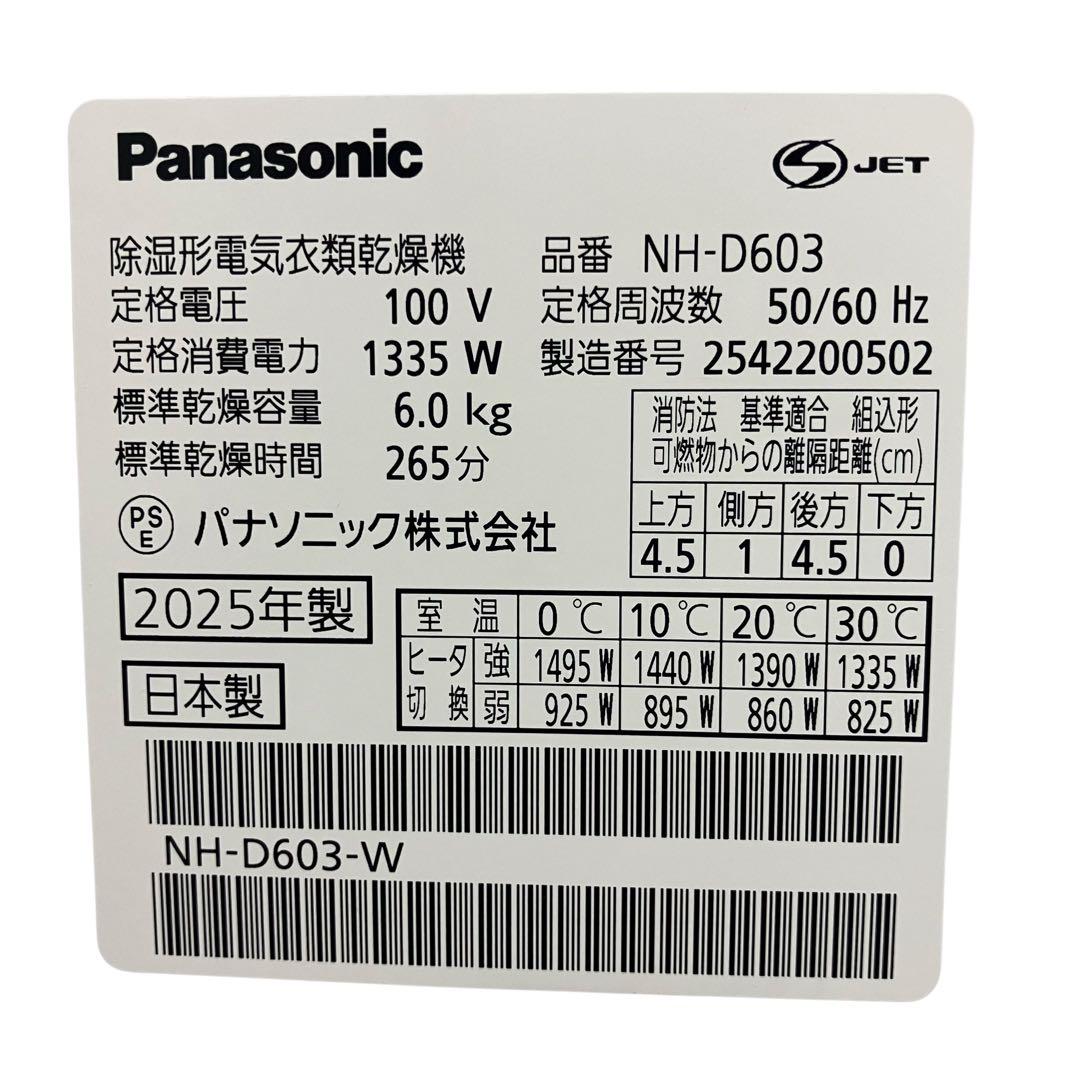 Panasonic
S JET
除湿形電気衣類乾燥機 品番 NH-D603
定格電圧 100 V 定格周波数 50/60 Hz
定格消費電力 1335 W 製造番号 2542200502
標準乾燥容量 6.0 kg
標準乾燥時間 265分
消防法 基準適合 組込形
可燃物からの離隔距離(cm)
上方 側方 後方 下方
4.5 1 4.5 0
PS
E
パナソニック株式会社
2025年製
日本製
室温 0℃ 10℃ 20℃ 30℃
ヒータ 強 1495 W 1440 W 1390 W 1335 W
切換 弱 925 W 895 W 860 W 825 W
NH-D603-W